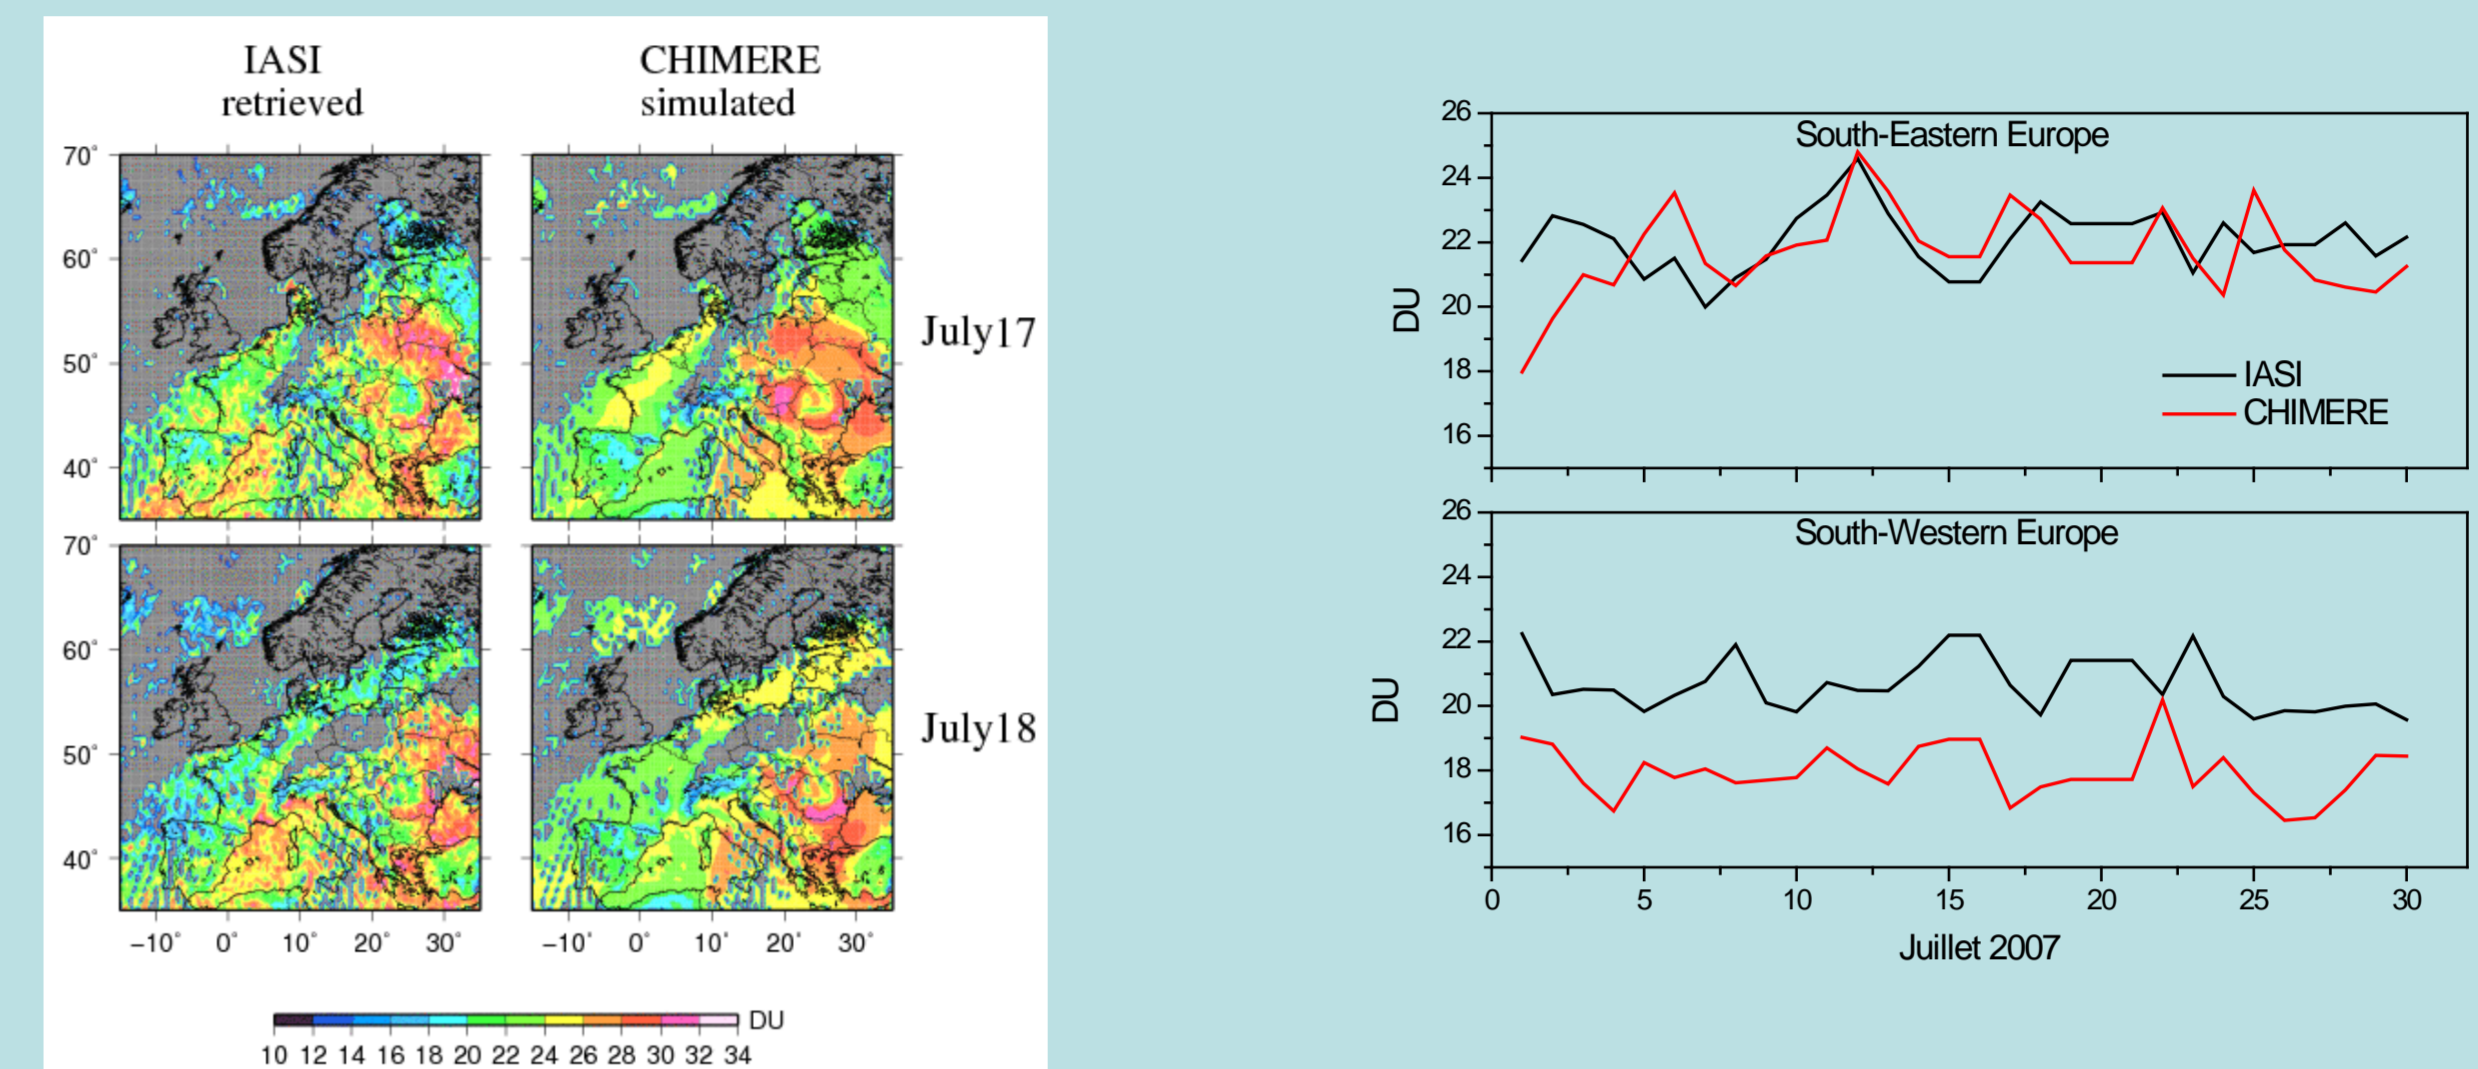 IASI
retrieved
CHIMERE
simulated
70°
60°
50°
40°
July17
70°
60°
50°
40°
July18
−10° 0° 10° 20° 30°
−10° 0° 10° 20° 30°
DU
10 12 14 16 18 20 22 24 26 28 30 32 34
South-Eastern Europe
26
24
22
20
18
16
DU
IASI
CHIMERE
South-Western Europe
26
24
22
20
18
16
DU
0 5 10 15 20 25 30
Juillet 2007